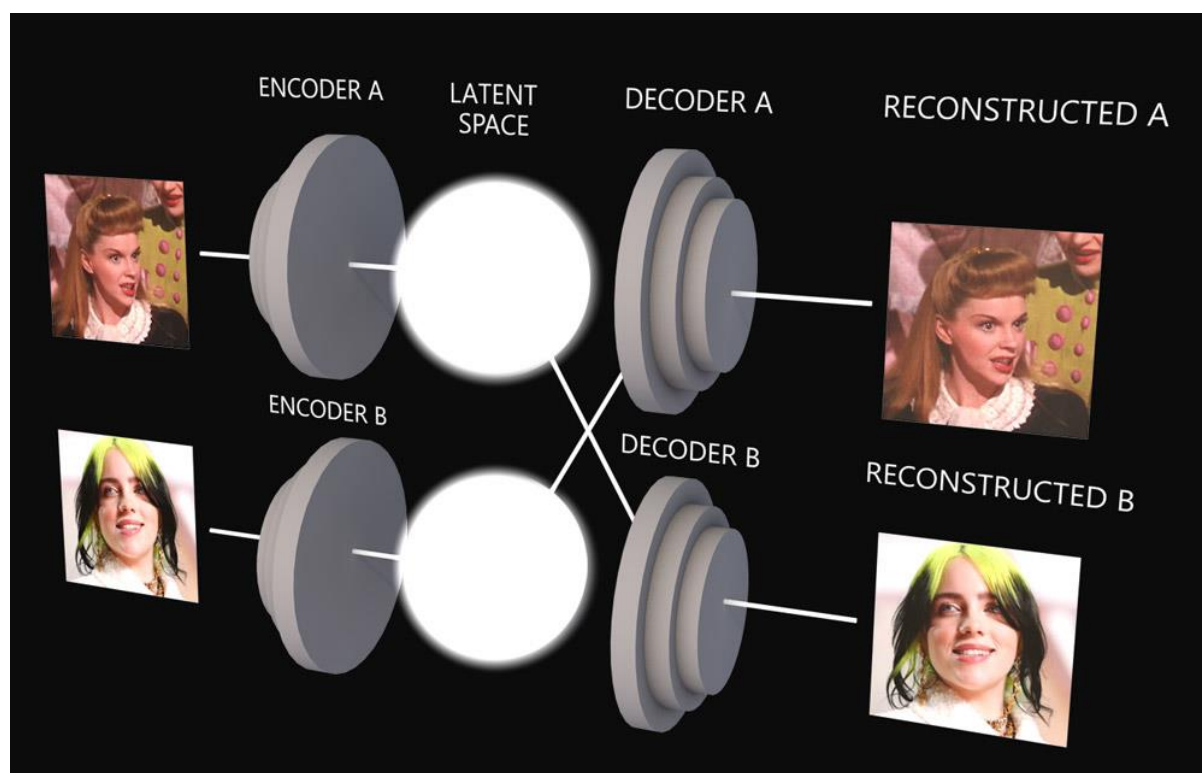 ENCODER A
LATENT
SPACE
DECODER A
RECONSTRUCTED A
ENCODER B
DECODER B
RECONSTRUCTED B